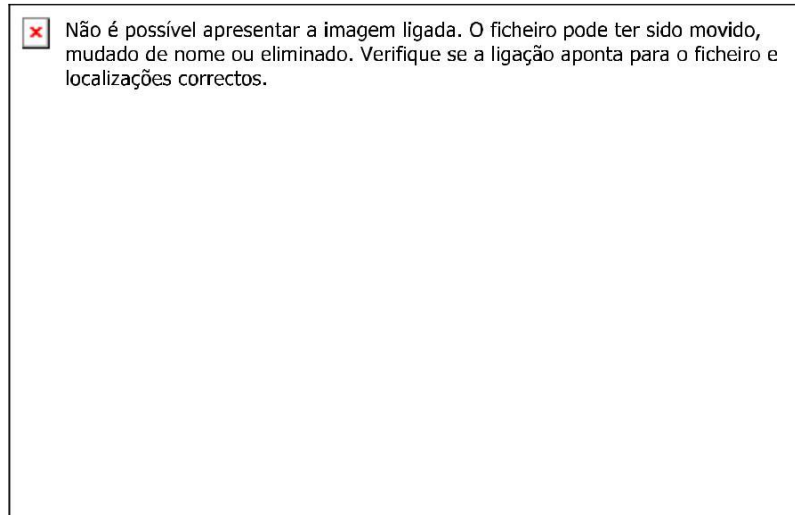 Não é possível apresentar a imagem ligada. O ficheiro pode ter sido movido,
mudado de nome ou eliminado. Verifique se a ligação aponta para o ficheiro e
localizações correctos.